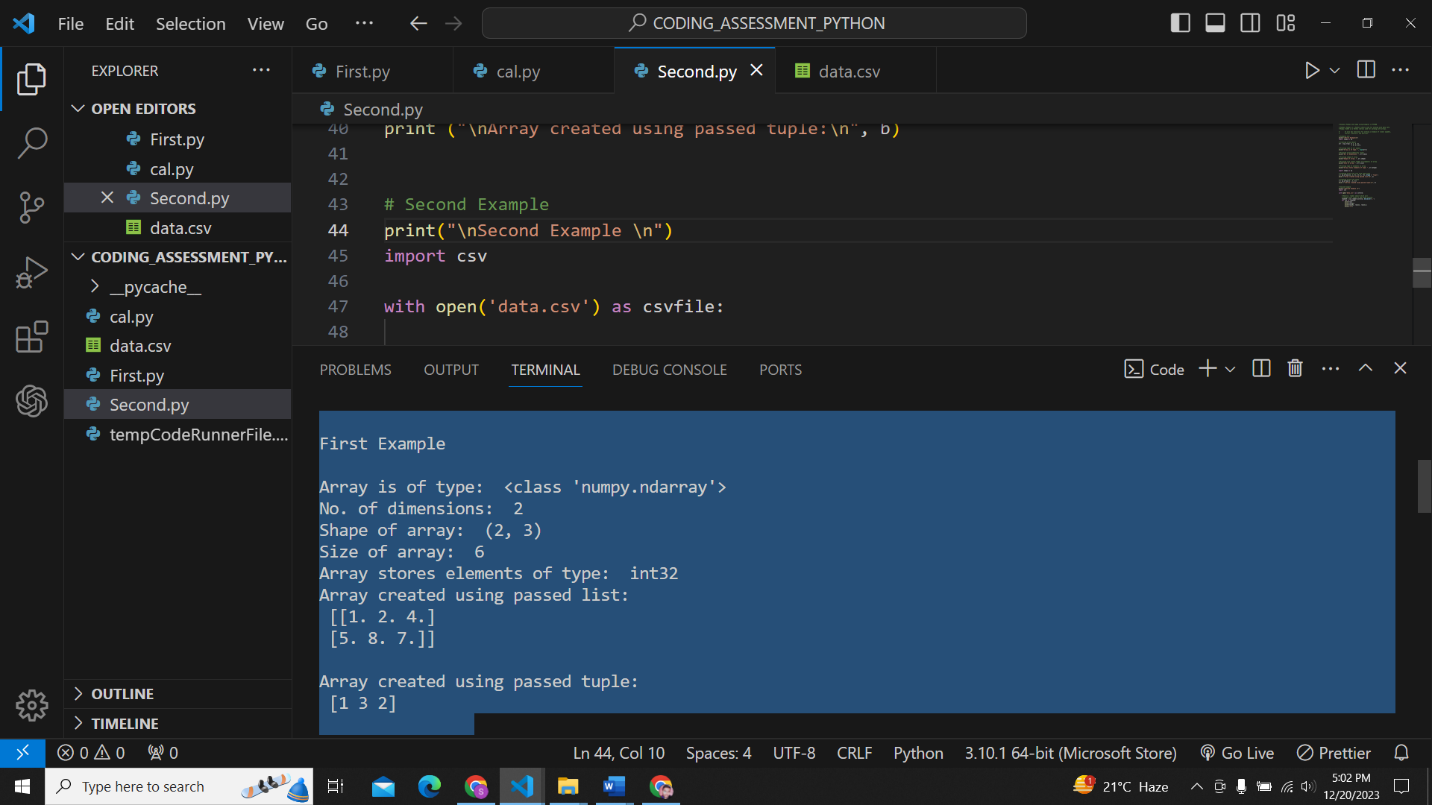 File Edit Selection View Go ··· CODING_ASSESSMENT_PYTHON
EXPLORER ···
OPEN EDITORS
First.py
cal.py
Second.py
data.csv
CODING_ASSESSMENT_PY...
__pycache__
cal.py
data.csv
First.py
Second.py
tempCodeRunnerFile....
OUTLINE
TIMELINE
First.py cal.py Second.py data.csv
Second.py
40 print ("\nArray created using passed tuple:\n", b)
41
42
43 # Second Example
44 print("\nSecond Example \n")
45 import csv
46
47 with open('data.csv') as csvfile:
48
PROBLEMS OUTPUT TERMINAL DEBUG CONSOLE PORTS Code
First Example
Array is of type:  <class 'numpy.ndarray'>
No. of dimensions:  2
Shape of array:  (2, 3)
Size of array:  6
Array stores elements of type:  int32
Array created using passed list:
[[1. 2. 4.]
[5. 8. 7.]]
Array created using passed tuple:
[1 3 2]
0 0 0 Ln 44, Col 10 Spaces: 4 UTF-8 CRLF Python 3.10.1 64-bit (Microsoft Store) Go Live Prettier
Type here to search 21°C Haze 5:02 PM
12/20/2023